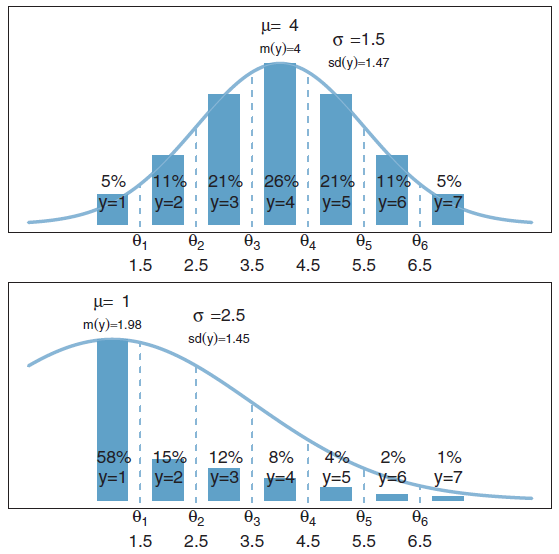 μ= 4
σ =1.5
m(y)=4
sd(y)=1.47
5% 11% 21% 26% 21% 11% 5%
y=1 y=2 y=3 y=4 y=5 y=6 y=7
θ1 θ2 θ3 θ4 θ5 θ6
1.5 2.5 3.5 4.5 5.5 6.5
μ= 1
σ =2.5
m(y)=1.98
sd(y)=1.45
58% 15% 12% 8% 4% 2% 1%
y=1 y=2 y=3 y=4 y=5 y=6 y=7
θ1 θ2 θ3 θ4 θ5 θ6
1.5 2.5 3.5 4.5 5.5 6.5